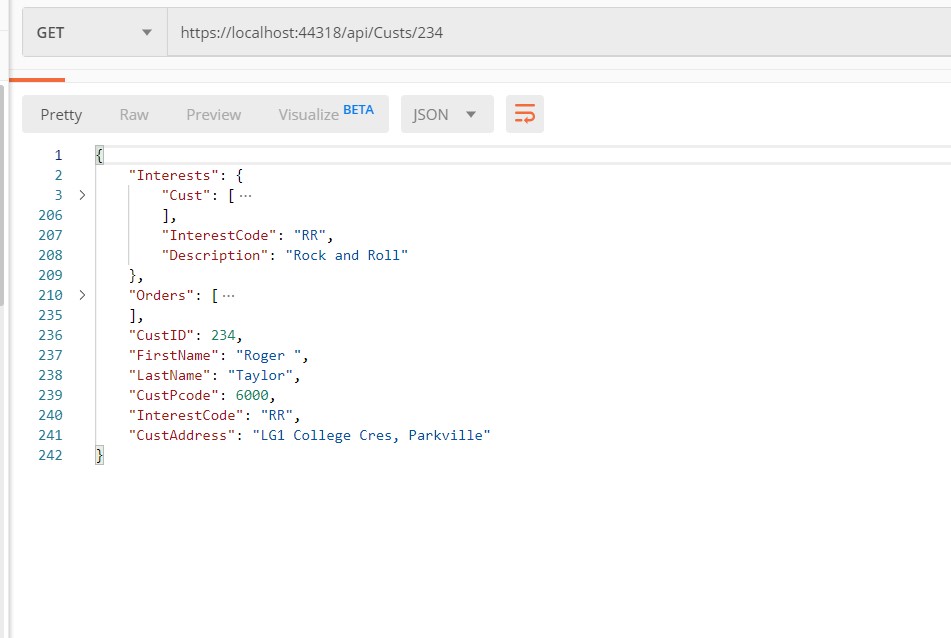 GET https://localhost:44318/api/Custs/234
Pretty Raw Preview Visualize BETA JSON
1 {
2 "Interests": {
3 "Cust": [ ···
206 ],
207 "InterestCode": "RR",
208 "Description": "Rock and Roll"
209 },
210 "Orders": [ ···
235 ],
236 "CustID": 234,
237 "FirstName": "Roger ",
238 "LastName": "Taylor",
239 "CustPcode": 6000,
240 "InterestCode": "RR",
241 "CustAddress": "LG1 College Cres, Parkville"
242 }